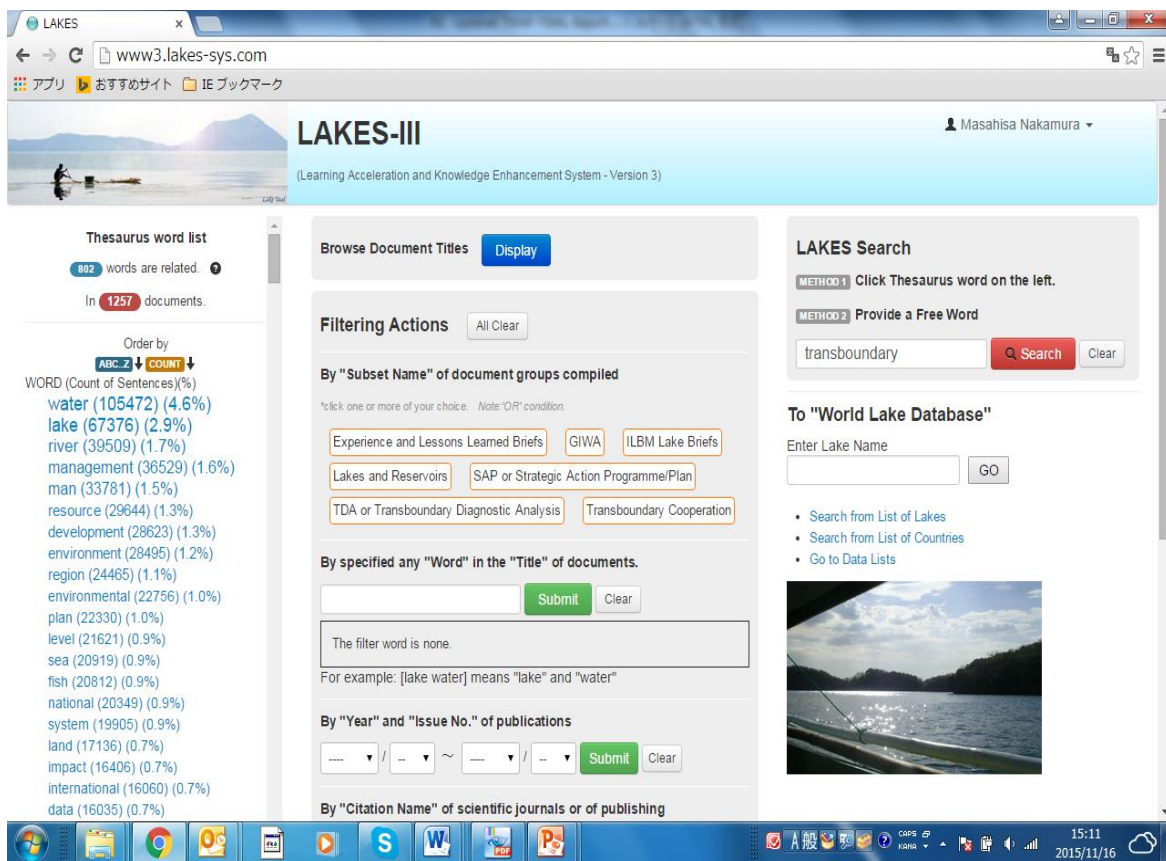 LAKES
www3.lakes-sys.com
アプリ おすすめサイト IE ブックマーク
LAKES-III
(Learning Acceleration and Knowledge Enhancement System - Version 3)
Masahisa Nakamura
Thesaurus word list
802 words are related.
In 1257 documents.
Order by
ABC..Z COUNT
WORD (Count of Sentences)(%)
water (105472) (4.6%)
lake (67376) (2.9%)
river (39509) (1.7%)
management (36529) (1.6%)
man (33781) (1.5%)
resource (29644) (1.3%)
development (28623) (1.3%)
environment (28495) (1.2%)
region (24465) (1.1%)
environmental (22756) (1.0%)
plan (22330) (1.0%)
level (21621) (0.9%)
sea (20919) (0.9%)
fish (20812) (0.9%)
national (20349) (0.9%)
system (19905) (0.9%)
land (17136) (0.7%)
impact (16406) (0.7%)
international (16060) (0.7%)
data (16035) (0.7%)
Browse Document Titles Display
Filtering Actions All Clear
By "Subset Name" of document groups compiled
*click one or more of your choice. Note:'OR' condition.
Experience and Lessons Learned Briefs GIWA ILBM Lake Briefs
Lakes and Reservoirs SAP or Strategic Action Programme/Plan
TDA or Transboundary Diagnostic Analysis Transboundary Cooperation
By specified any "Word" in the "Title" of documents.
Submit Clear
The filter word is none.
For example: [lake water] means "lake" and "water"
By "Year" and "Issue No." of publications
---- / -- ~ ---- / -- Submit Clear
By "Citation Name" of scientific journals or of publishing
LAKES Search
METHOD 1 Click Thesaurus word on the left.
METHOD 2 Provide a Free Word
transboundary Search Clear
To "World Lake Database"
Enter Lake Name
GO
Search from List of Lakes
Search from List of Countries
Go to Data Lists
A 般 CAPS KANA
15:11
2015/11/16